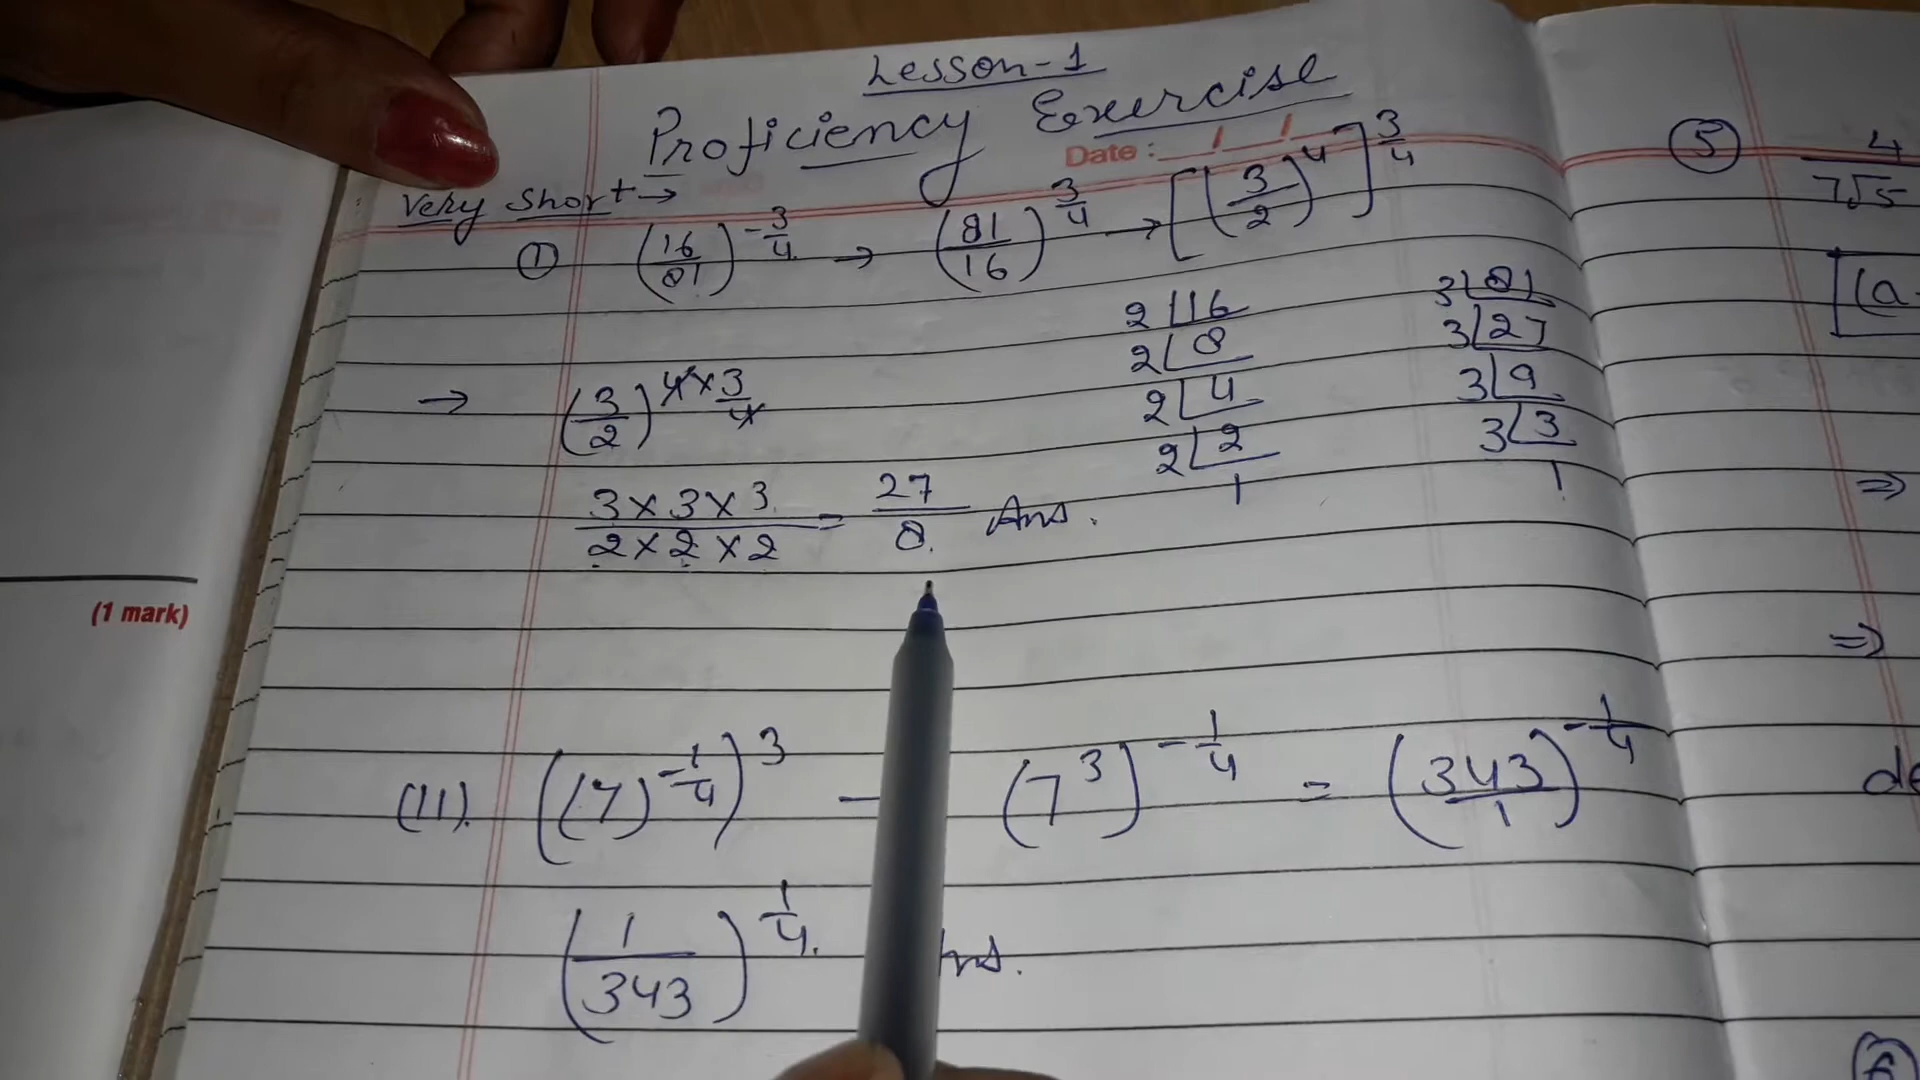 Lesson-1
Proficiency Exercise
Date : / /
Very Short →
① (16/81)^-3/4 → (81/16)^3/4 → [(3/2)^4]^3/4
2 | 16
2 | 8
2 | 4
2 | 2
1
3 | 81
3 | 27
3 | 9
3 | 3
1
→ (3/2)^4×3/4
3×3×3/2×2×2 = 27/8 Ans.
(II). ((7)^-1/4)^3 (7^3)^-1/4 = (343/1)^-1/4
(1/343)^1/4.
(1 mark)
⑤ 4/7√5
(a
⇒
⇒